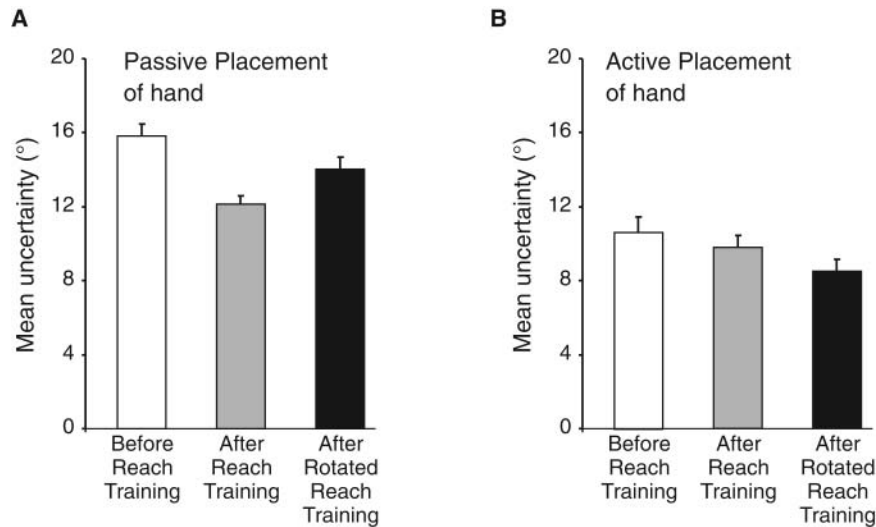 A
Passive Placement
of hand
Mean uncertainty (°)
20
16
12
8
4
0
Before
Reach
Training
After
Reach
Training
After
Rotated
Reach
Training
B
Active Placement
of hand
Mean uncertainty (°)
20
16
12
8
4
0
Before
Reach
Training
After
Reach
Training
After
Rotated
Reach
Training